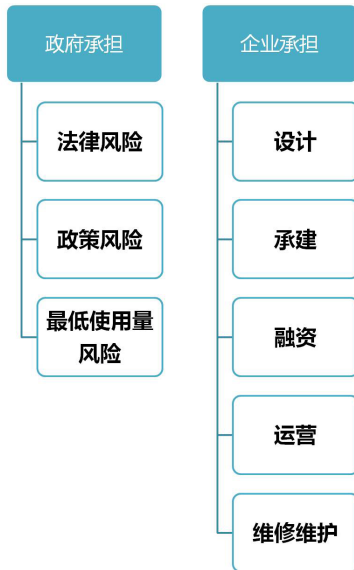 政府承担
法律风险
政策风险
最低使用量
风险
企业承担
设计
承建
融资
运营
维修维护